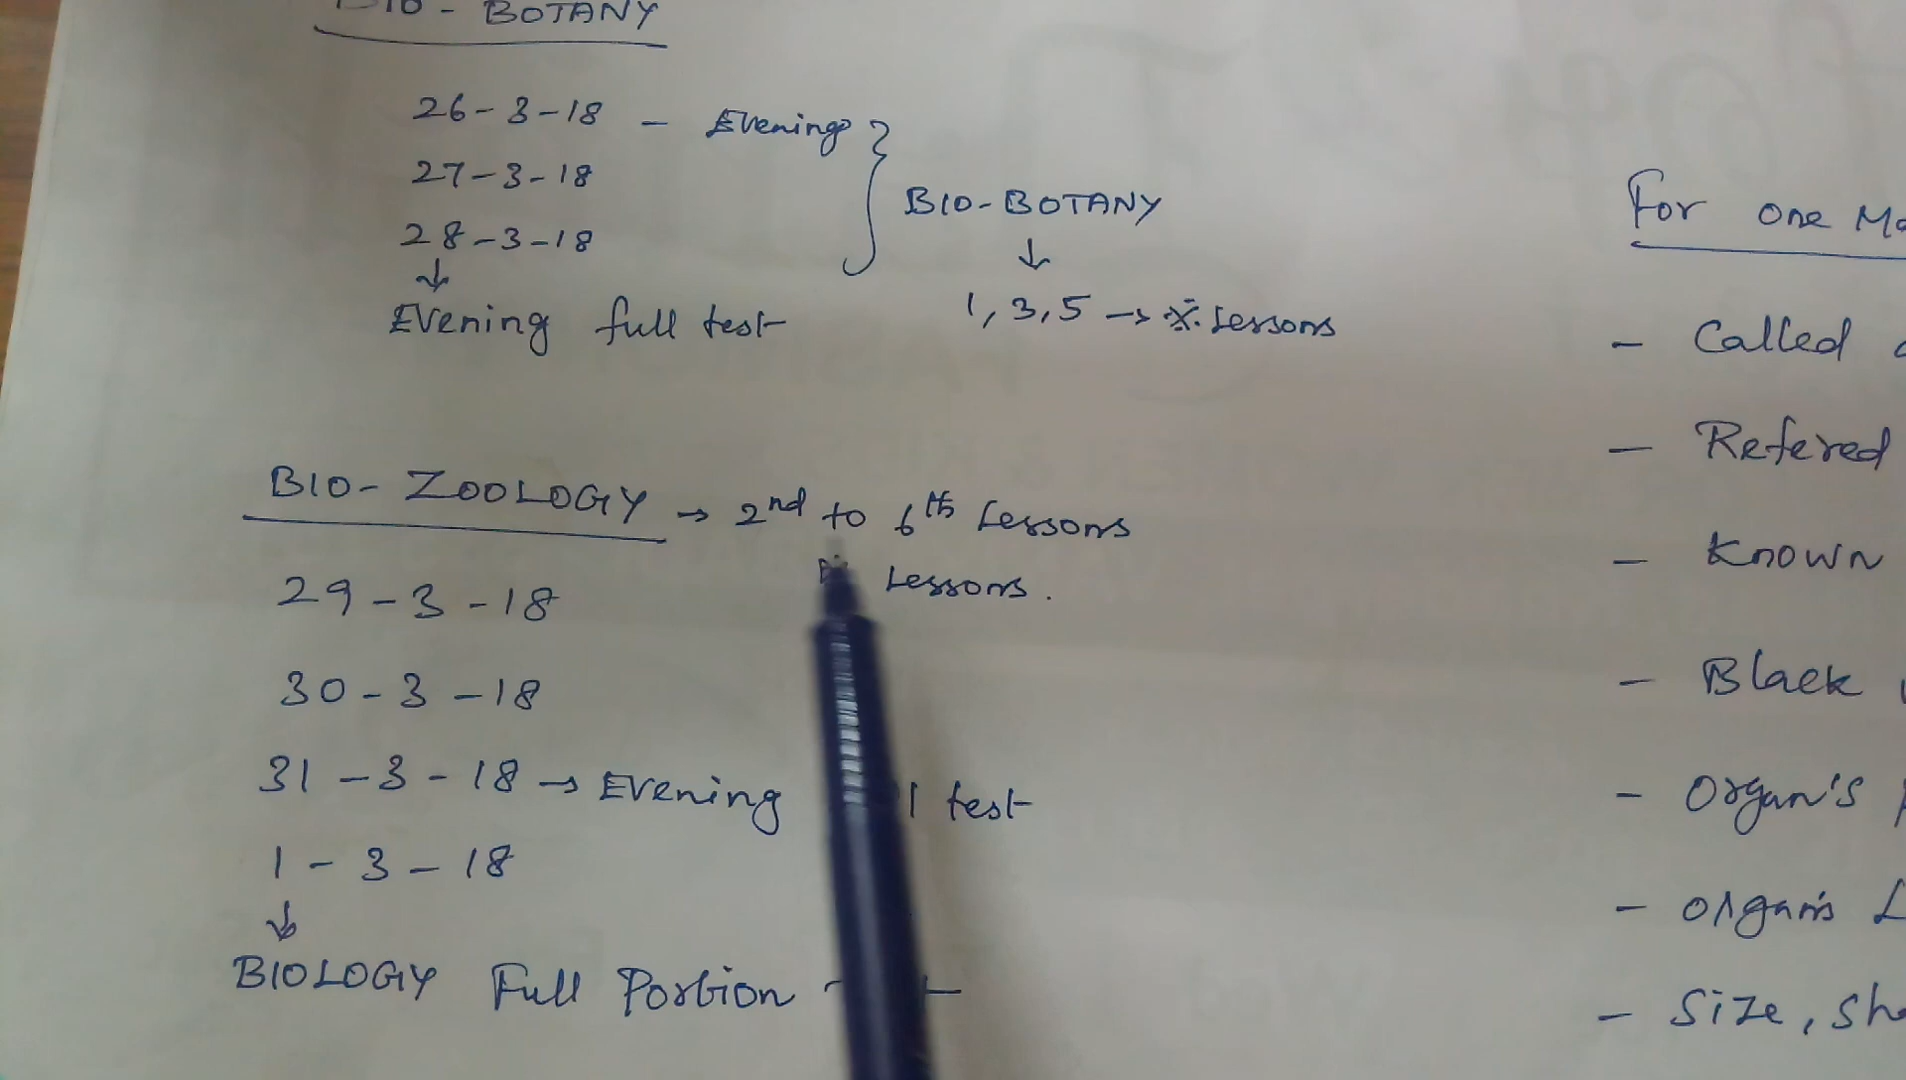 BIO - BOTANY
26-3-18 - Evening
27-3-18
28-3-18
BIO-BOTANY
↓
↓
1, 3, 5 → Lessons
Evening full test
BIO- ZOOLOGY → 2nd to 6th Lessons
Lessons.
29-3-18
30-3-18
31-3-18 → Evening test
1-3-18
↓
BIOLOGY Full Portion
For one
- Called
- Refered
- Known
- Black
- Organ's
- Organs
- Size,